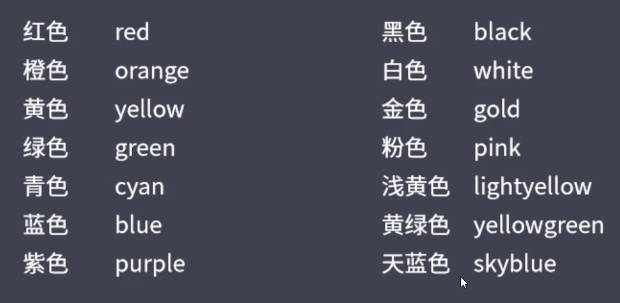 红色 red 黑色 black
橙色 orange 白色 white
黄色 yellow 金色 gold
绿色 green 粉色 pink
青色 cyan 浅黄色 lightyellow
蓝色 blue 黄绿色 yellowgreen
紫色 purple 天蓝色 skyblue